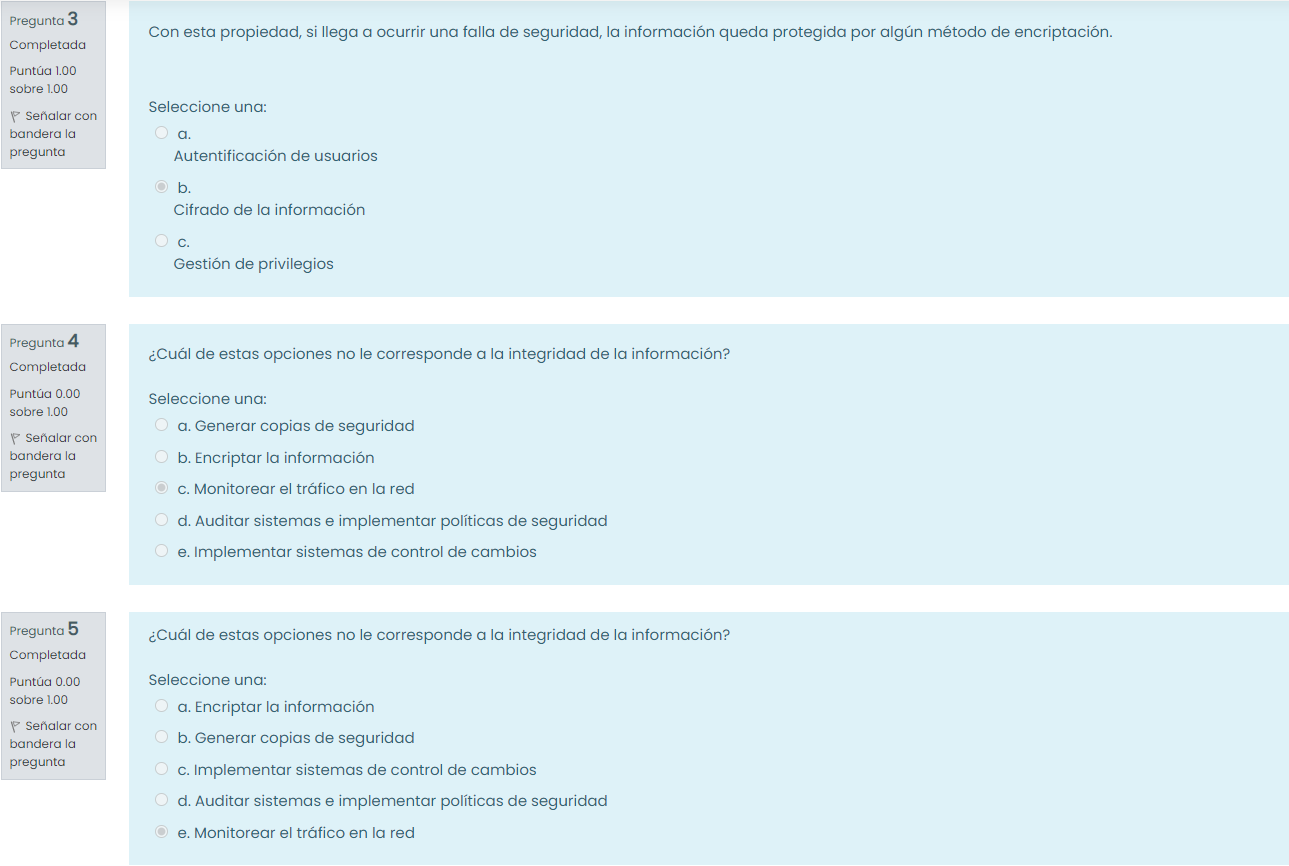 Pregunta 3
Completada
Puntúa 1.00
sobre 1.00
Señalar con
bandera la
pregunta
Con esta propiedad, si llega a ocurrir una falla de seguridad, la información queda protegida por algún método de encriptación.
Seleccione una:
a.
Autentificación de usuarios
b.
Cifrado de la información
c.
Gestión de privilegios
Pregunta 4
Completada
Puntúa 0.00
sobre 1.00
Señalar con
bandera la
pregunta
¿Cuál de estas opciones no le corresponde a la integridad de la información?
Seleccione una:
a. Generar copias de seguridad
b. Encriptar la información
c. Monitorear el tráfico en la red
d. Auditar sistemas e implementar políticas de seguridad
e. Implementar sistemas de control de cambios
Pregunta 5
Completada
Puntúa 0.00
sobre 1.00
Señalar con
bandera la
pregunta
¿Cuál de estas opciones no le corresponde a la integridad de la información?
Seleccione una:
a. Encriptar la información
b. Generar copias de seguridad
c. Implementar sistemas de control de cambios
d. Auditar sistemas e implementar políticas de seguridad
e. Monitorear el tráfico en la red